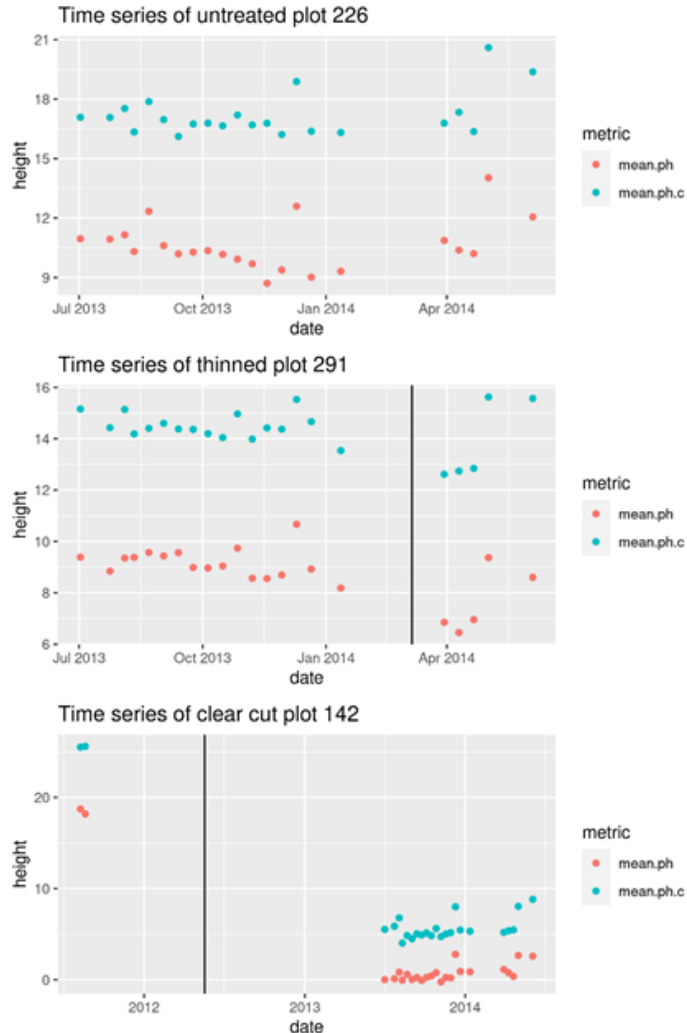 Time series of untreated plot 226
21
18
15
12
9
height
Jul 2013 Oct 2013 Jan 2014 Apr 2014
date
metric
mean.ph
mean.ph.c
Time series of thinned plot 291
16
14
12
10
8
6
height
Jul 2013 Oct 2013 Jan 2014 Apr 2014
date
metric
mean.ph
mean.ph.c
Time series of clear cut plot 142
20
10
0
height
2012 2013 2014
date
metric
mean.ph
mean.ph.c